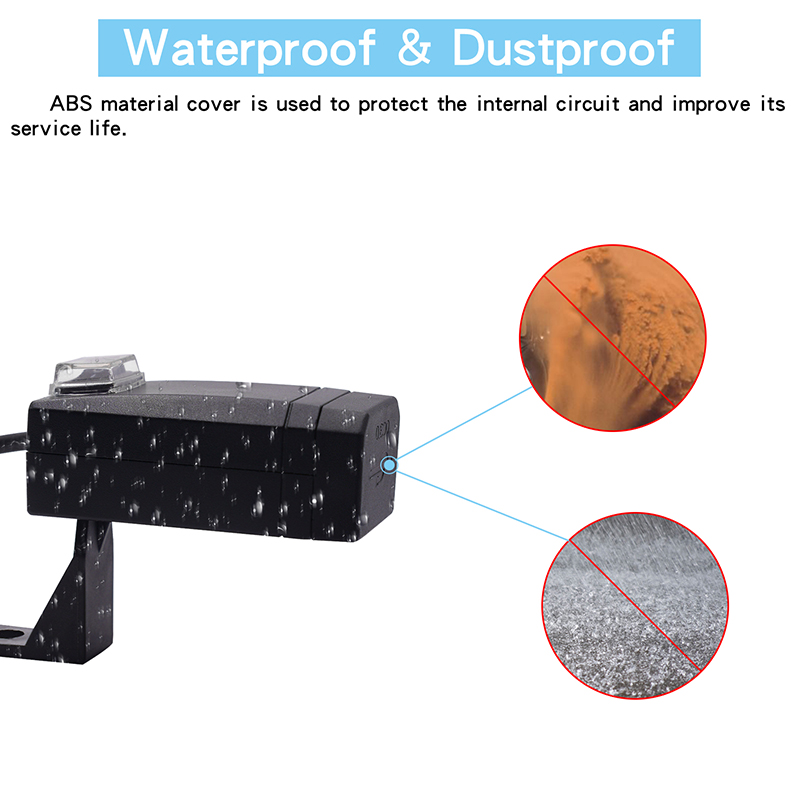 Waterproof & Dustproof
ABS material cover is used to protect the internal circuit and improve its
service life.